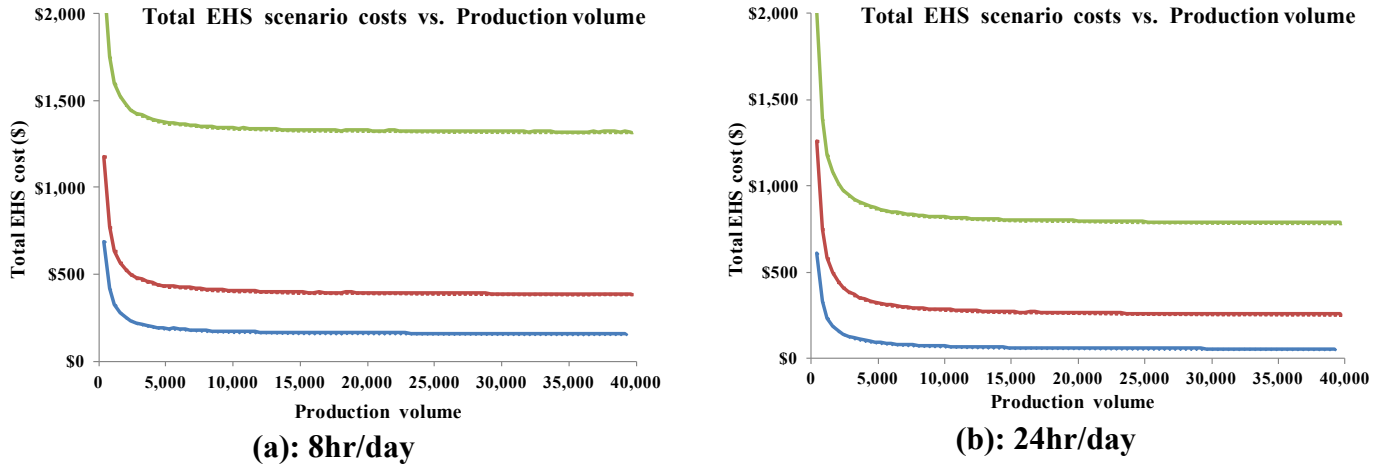 Total EHS scenario costs vs. Production volume
$2,000
$1,500
$1,000
$500
$0
Total EHS cost ($)
0 5,000 10,000 15,000 20,000 25,000 30,000 35,000 40,000
Production volume
(a): 8hr/day
Total EHS scenario costs vs. Production volume
$2,000
$1,500
$1,000
$500
$0
Total EHS cost ($)
0 5,000 10,000 15,000 20,000 25,000 30,000 35,000 40,000
Production volume
(b): 24hr/day